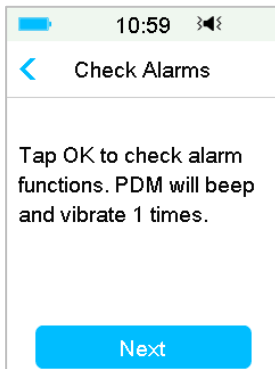 10:59
Check Alarms
Tap OK to check alarm
functions. PDM will beep
and vibrate 1 times.
Next